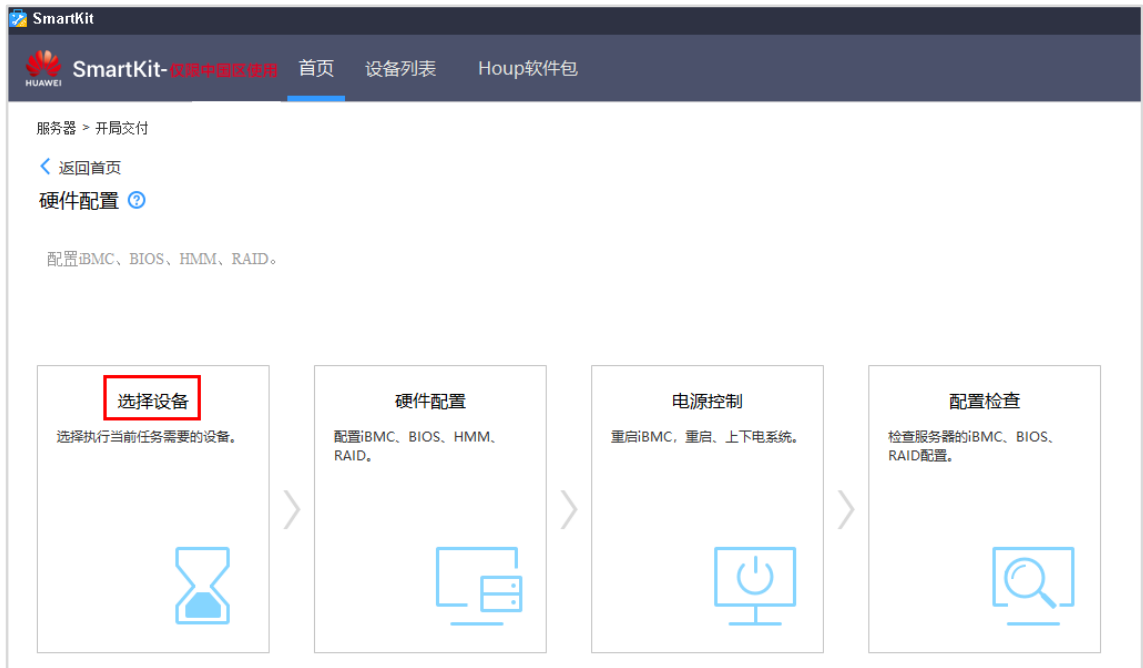 SmartKit
HUAWEI SmartKit-仅限中国区使用 首页 设备列表 Houp软件包
服务器 > 开局交付
返回首页
硬件配置 ?
配置iBMC、BIOS、HMM、RAID。
选择设备
选择执行当前任务需要的设备。
硬件配置
配置iBMC、BIOS、HMM、
RAID。
电源控制
重启iBMC，重启、上下电系统。
配置检查
检查服务器的iBMC、BIOS、
RAID配置。